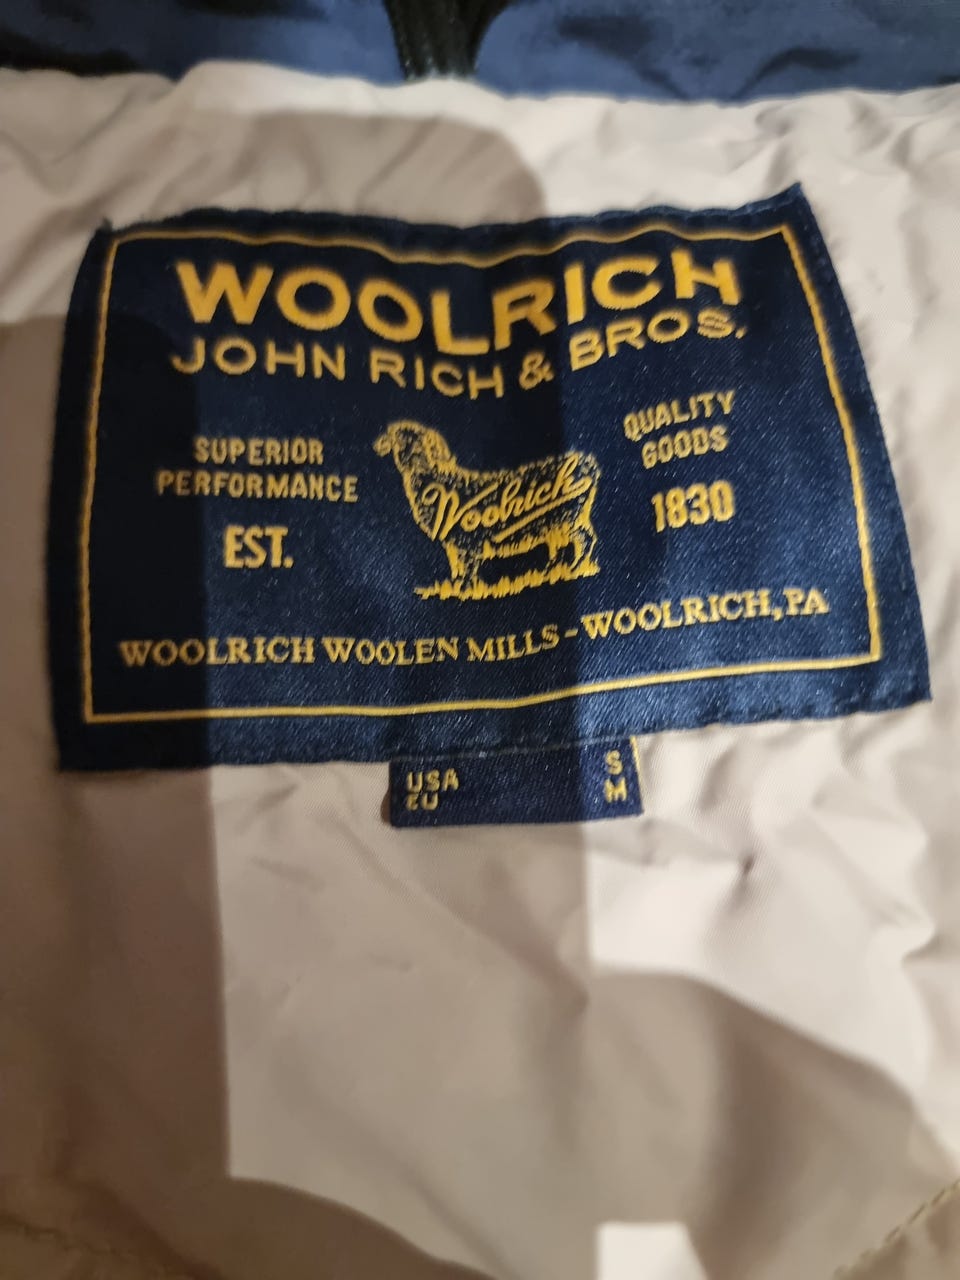 WOOLRICH
JOHN RICH & BROS.
SUPERIOR
PERFORMANCE
EST.
Woolrich
QUALITY
GOODS
1830
WOOLRICH WOOLEN MILLS-WOOLRICH, PA
USA S
EU M